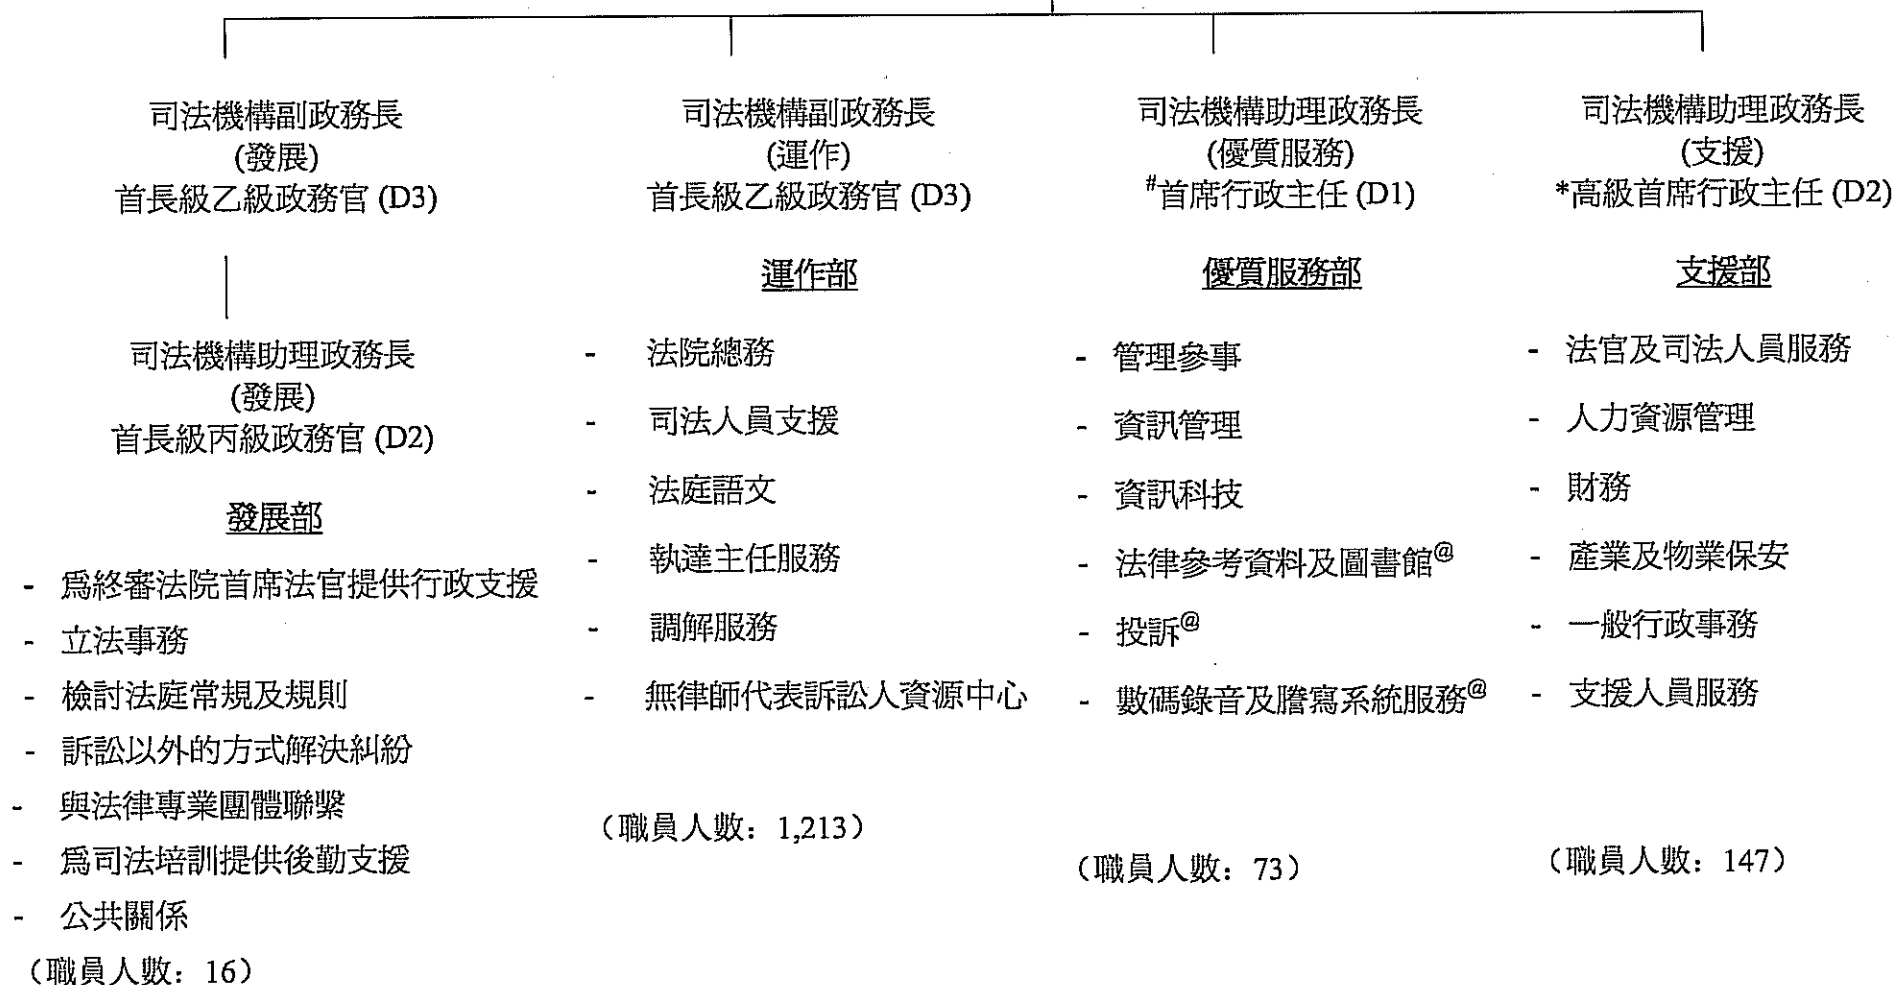 司法機構副政務長
(發展)
首長級乙級政務官 (D3)
司法機構助理政務長
(發展)
首長級丙級政務官 (D2)
發展部
- 爲終審法院首席法官提供行政支援
- 立法事務
- 檢討法庭常規及規則
- 訴訟以外的方式解決糾紛
- 與法律專業團體聯繫
- 爲司法培訓提供後勤支援
- 公共關係
（職員人數：16）
司法機構副政務長
(運作)
首長級乙級政務官 (D3)
運作部
- 法院總務
- 司法人員支援
- 法庭語文
- 執達主任服務
- 調解服務
- 無律師代表訴訟人資源中心
（職員人數：1,213）
司法機構助理政務長
(優質服務)
#首席行政主任 (D1)
優質服務部
- 管理參事
- 資訊管理
- 資訊科技
- 法律參考資料及圖書館@
- 投訴@
- 數碼錄音及謄寫系統服務@
（職員人數：73）
司法機構助理政務長
(支援)
*高級首席行政主任 (D2)
支援部
- 法官及司法人員服務
- 人力資源管理
- 財務
- 產業及物業保安
- 一般行政事務
- 支援人員服務
（職員人數：147）